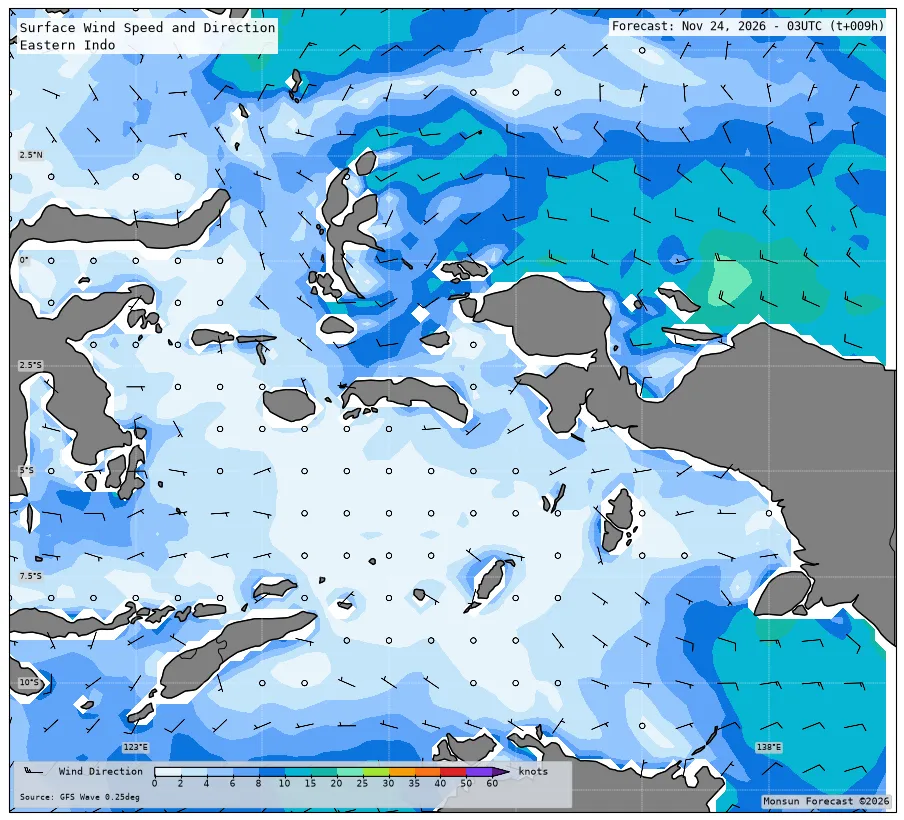 Surface Wind Speed and Direction
Eastern Indo
Forecast: Nov 24, 2026 - 03UTC (t+009h)
2.5°N
0°
2.5°S
5°S
7.5°S
10°S
123°E
138°E
Wind Direction
0 2 4 6 8 10 15 20 25 30 35 40 50 60
knots
Source: GFS Wave 0.25deg
Monsun Forecast ©2026